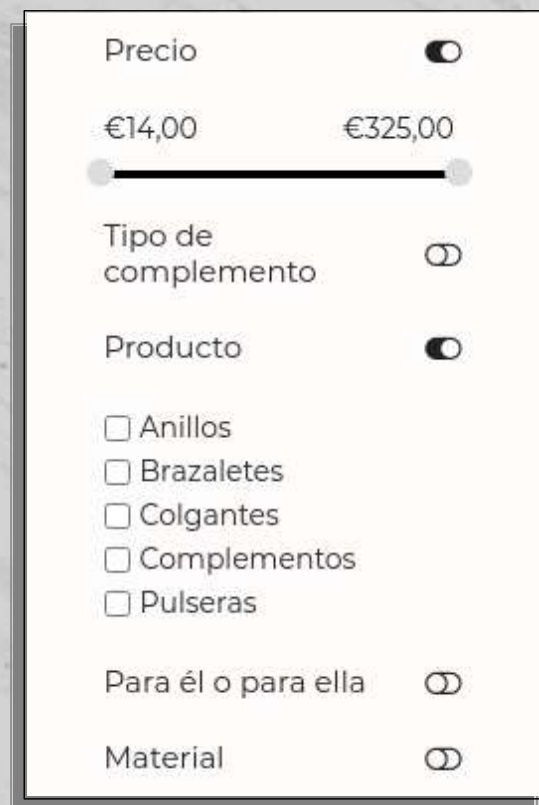 Precio
€14,00 €325,00
Tipo de
complemento
Producto
Anillos
Brazaletes
Colgantes
Complementos
Pulseras
Para él o para ella
Material